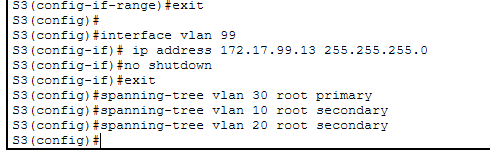 S3(config-if-range)#exit
S3(config)#
S3(config)#interface vlan 99
S3(config-if)# ip address 172.17.99.13 255.255.255.0
S3(config-if)#no shutdown
S3(config-if)#exit
S3(config)#spanning-tree vlan 30 root primary
S3(config)#spanning-tree vlan 10 root secondary
S3(config)#spanning-tree vlan 20 root secondary
S3(config)#